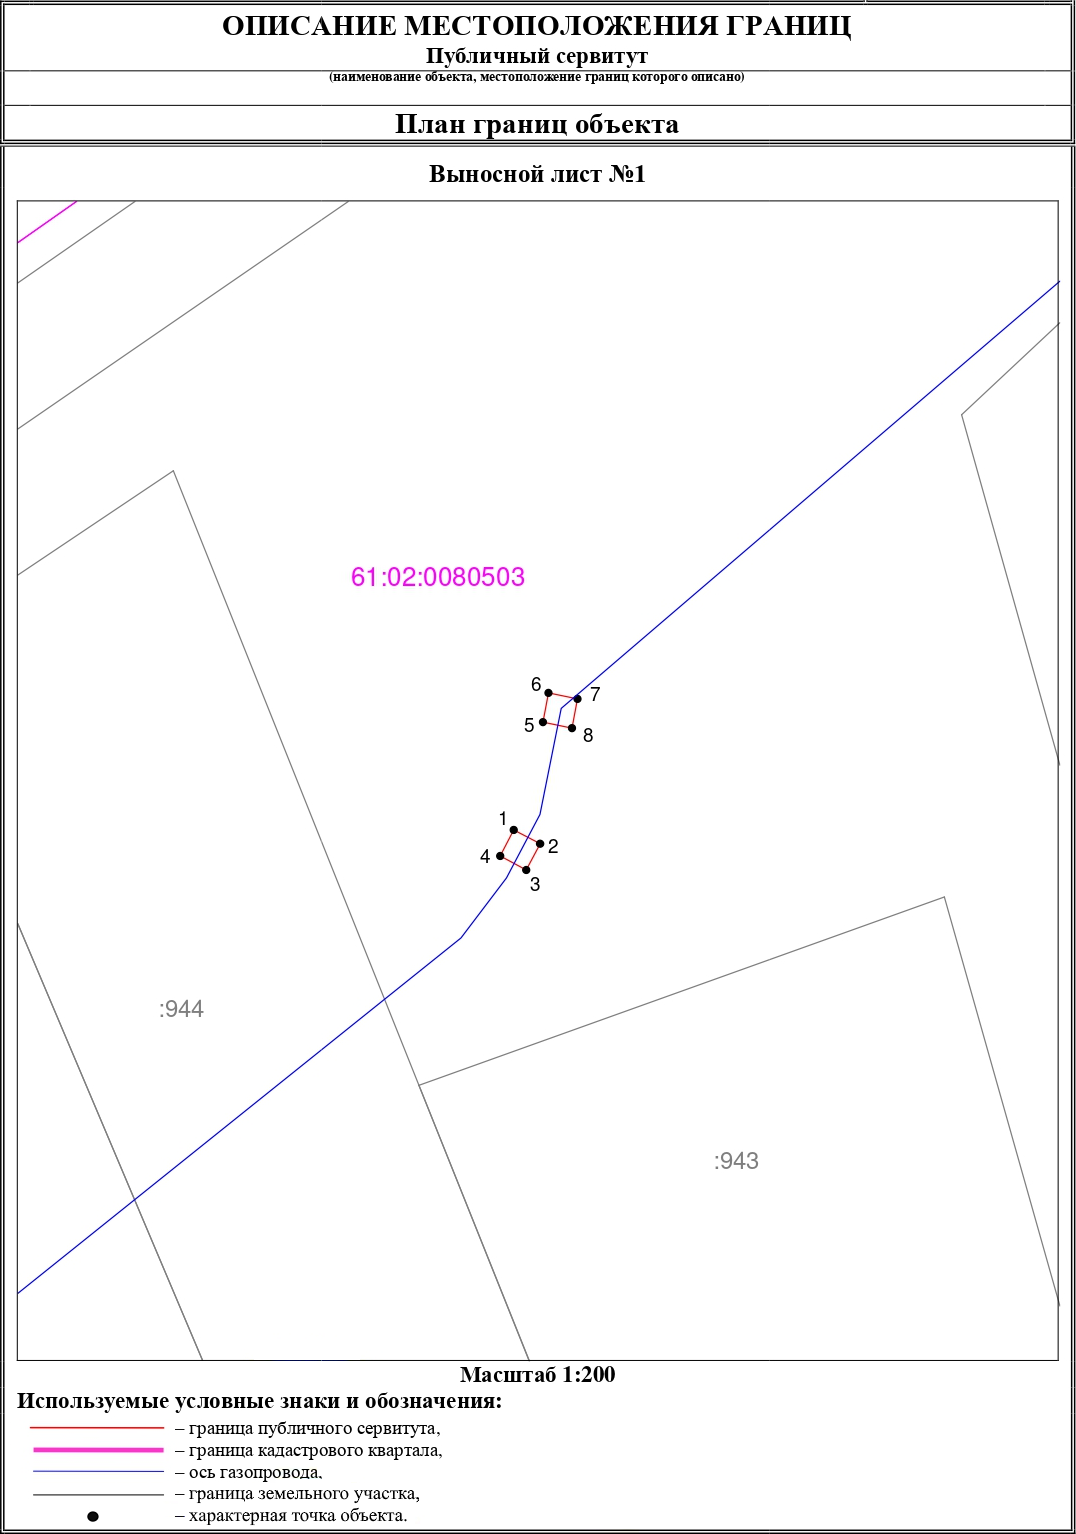 ОПИСАНИЕ МЕСТОПОЛОЖЕНИЯ ГРАНИЦ
Публичный сервитут
(наименование объекта, местоположение границ которого описано)
План границ объекта
Выносной лист №1
61:02:0080503
6
7
5
8
1
2
4
3
:944
:943
Масштаб 1:200
Используемые условные знаки и обозначения:
– граница публичного сервитута,
– граница кадастрового квартала,
– ось газопровода,
– граница земельного участка,
– характерная точка объекта.